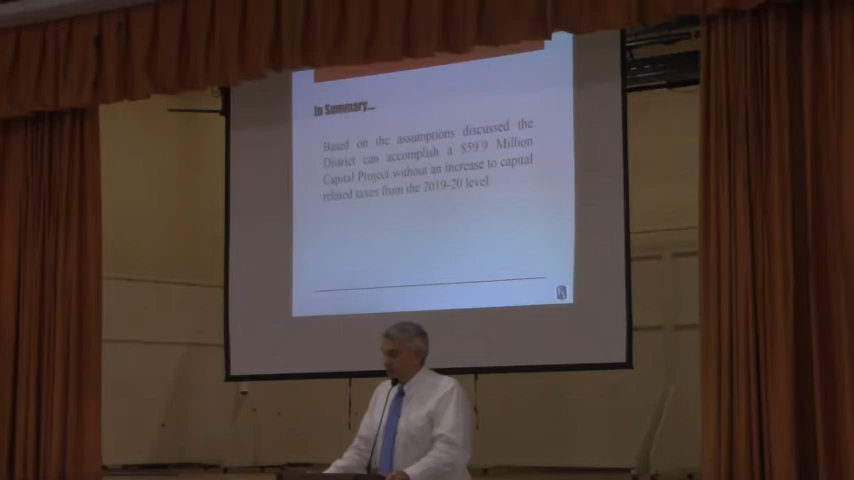 In Summary...
Based on the assumptions discussed the
District can accomplish a $59.9 Million
Capital Project without an increase to capital
related taxes from the 2019-20 level.